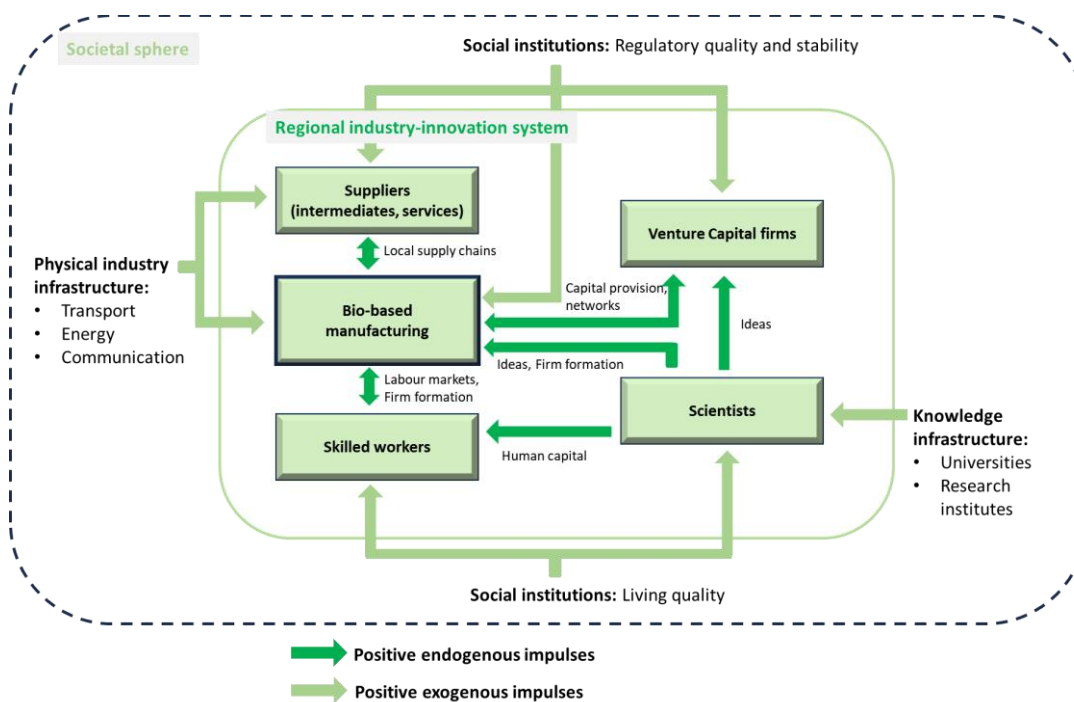 Social institutions: Regulatory quality and stability
Societal sphere
Regional industry-innovation system
Suppliers
(intermediates, services)
Venture Capital firms
Local supply chains
Physical industry
infrastructure:
• Transport
• Energy
• Communication
Bio-based
manufacturing
Capital provision,
networks
Ideas
Ideas, Firm formation
Labour markets,
Firm formation
Scientists
Skilled workers
Human capital
Knowledge
infrastructure:
• Universities
• Research
institutes
Social institutions: Living quality
Positive endogenous impulses
Positive exogenous impulses